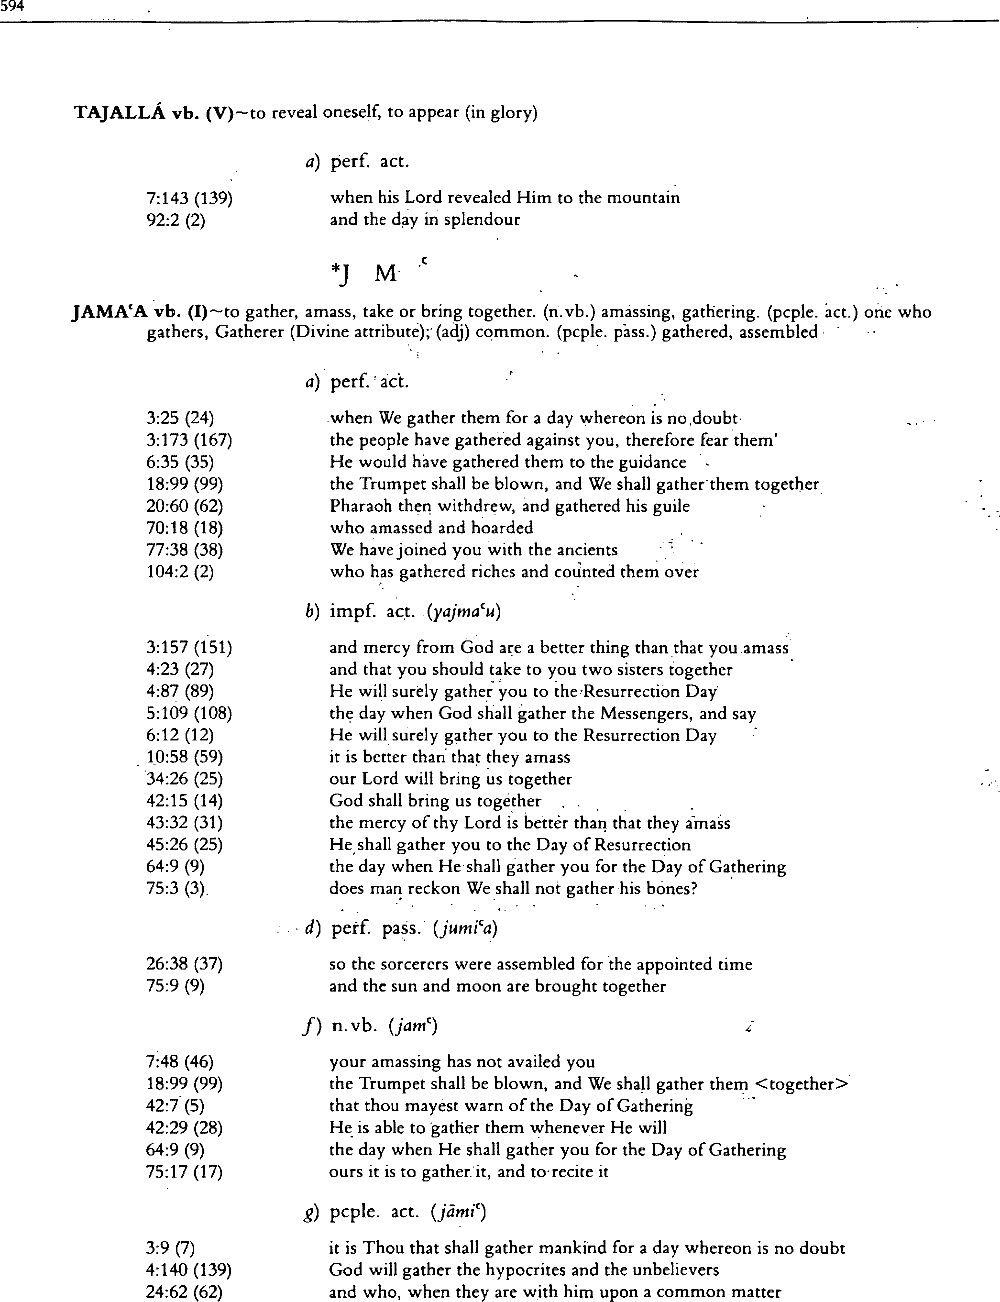 594
TAJALLÁ vb. (V)~to reveal oneself, to appear (in glory)
a) perf. act.
7:143 (139) when his Lord revealed Him to the mountain
92:2 (2) and the day in splendour
*J M ʿ
JAMAʿA vb. (I)~to gather, amass, take or bring together. (n.vb.) amassing, gathering. (pcple. act.) one who
gathers, Gatherer (Divine attribute); (adj) common. (pcple. pass.) gathered, assembled
a) perf. act.
3:25 (24) when We gather them for a day whereon is no doubt
3:173 (167) the people have gathered against you, therefore fear them'
6:35 (35) He would have gathered them to the guidance
18:99 (99) the Trumpet shall be blown, and We shall gather them together
20:60 (62) Pharaoh then withdrew, and gathered his guile
70:18 (18) who amassed and hoarded
77:38 (38) We have joined you with the ancients
104:2 (2) who has gathered riches and counted them over
b) impf. act. (yajmaʿu)
3:157 (151) and mercy from God are a better thing than that you amass
4:23 (27) and that you should take to you two sisters together
4:87 (89) He will surely gather you to the Resurrection Day
5:109 (108) the day when God shall gather the Messengers, and say
6:12 (12) He will surely gather you to the Resurrection Day
10:58 (59) it is better than that they amass
34:26 (25) our Lord will bring us together
42:15 (14) God shall bring us together
43:32 (31) the mercy of thy Lord is better than that they amass
45:26 (25) He shall gather you to the Day of Resurrection
64:9 (9) the day when He shall gather you for the Day of Gathering
75:3 (3) does man reckon We shall not gather his bones?
d) perf. pass. (jumiʿa)
26:38 (37) so the sorcerers were assembled for the appointed time
75:9 (9) and the sun and moon are brought together
f) n.vb. (jamʿ)
7:48 (46) your amassing has not availed you
18:99 (99) the Trumpet shall be blown, and We shall gather them <together>
42:7 (5) that thou mayest warn of the Day of Gathering
42:29 (28) He is able to gather them whenever He will
64:9 (9) the day when He shall gather you for the Day of Gathering
75:17 (17) ours it is to gather it, and to recite it
g) pcple. act. (jāmiʿ)
3:9 (7) it is Thou that shall gather mankind for a day whereon is no doubt
4:140 (139) God will gather the hypocrites and the unbelievers
24:62 (62) and who, when they are with him upon a common matter